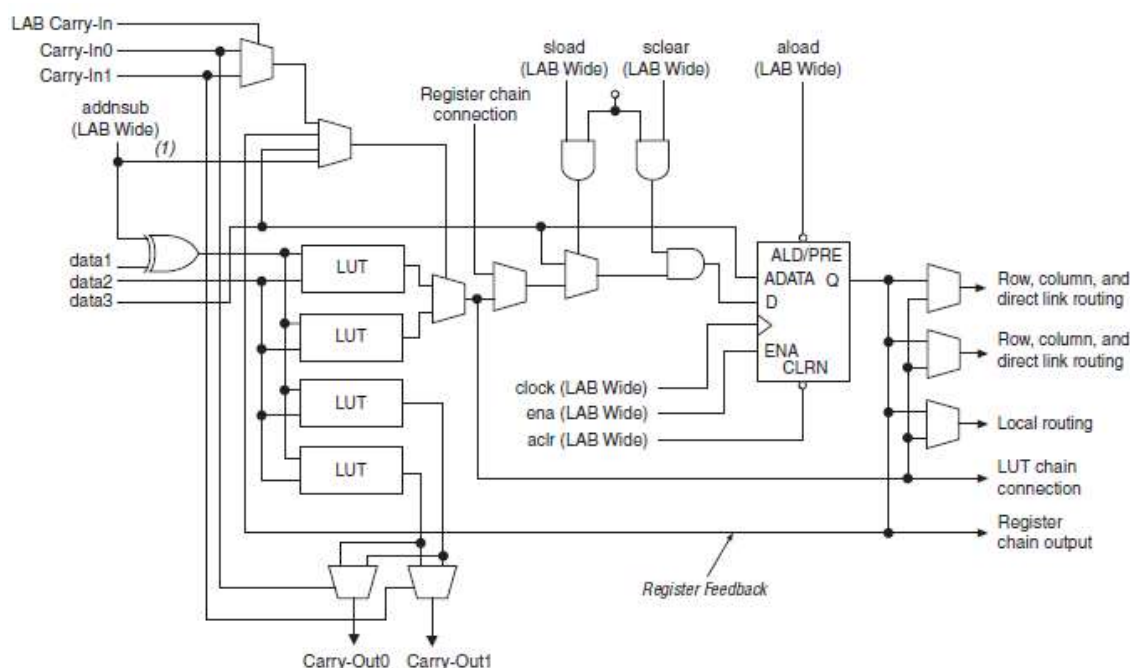 LAB Carry-In
Carry-In0
Carry-In1
addnsub
(LAB Wide)
(1)
data1
data2
data3
LUT
LUT
LUT
LUT
Register chain
connection
sload
(LAB Wide)
sclear
(LAB Wide)
aload
(LAB Wide)
ALD/PRE
ADATA Q
D
ENA
CLRN
clock (LAB Wide)
ena (LAB Wide)
aclr (LAB Wide)
Row, column, and
direct link routing
Row, column, and
direct link routing
Local routing
LUT chain
connection
Register
chain output
Register Feedback
Carry-Out0 Carry-Out1